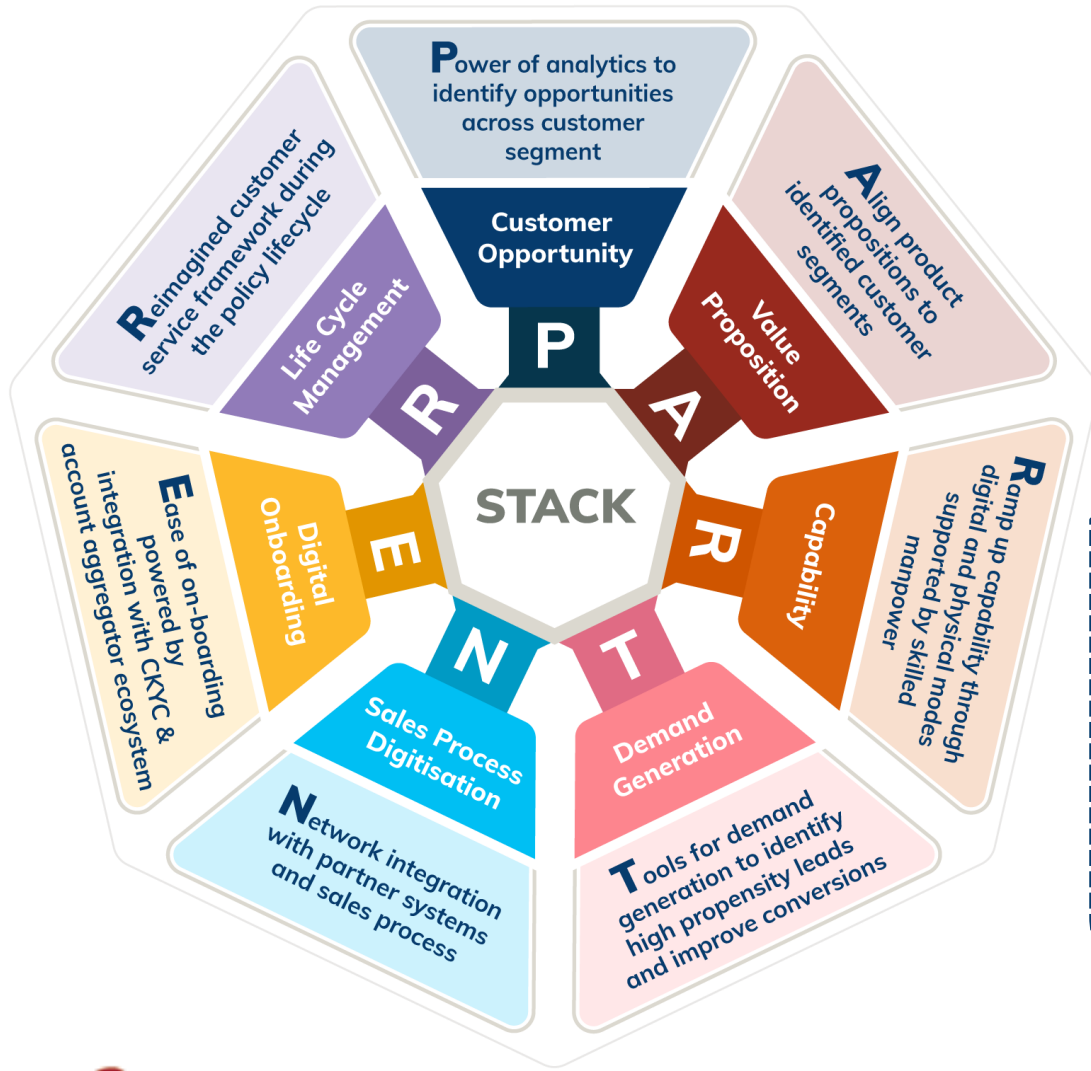 Power of analytics to
identify opportunities
across customer
segment
Customer
Opportunity
P
Align product
propositions to
identified customer
segments
Value
Proposition
A
Ramp up capability through
digital and physical modes
supported by skilled
manpower
Capability
R
Tools for demand
generation to identify
high propensity leads
and improve conversions
Demand
Generation
T
Network integration
with partner systems
and sales process
Sales Process
Digitisation
N
Ease of on-boarding
powered by
integration with CKYC &
account aggregator ecosystem
Digital
Onboarding
E
Reimagined customer
service framework during
the policy lifecycle
Life Cycle
Management
R
STACK